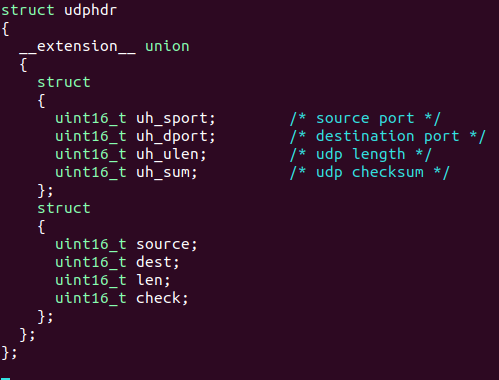 struct udphdr
{
  __extension__ union
  {
    struct
    {
      uint16_t uh_sport;        /* source port */
      uint16_t uh_dport;        /* destination port */
      uint16_t uh_ulen;         /* udp length */
      uint16_t uh_sum;          /* udp checksum */
    };
    struct
    {
      uint16_t source;
      uint16_t dest;
      uint16_t len;
      uint16_t check;
    };
  };
};